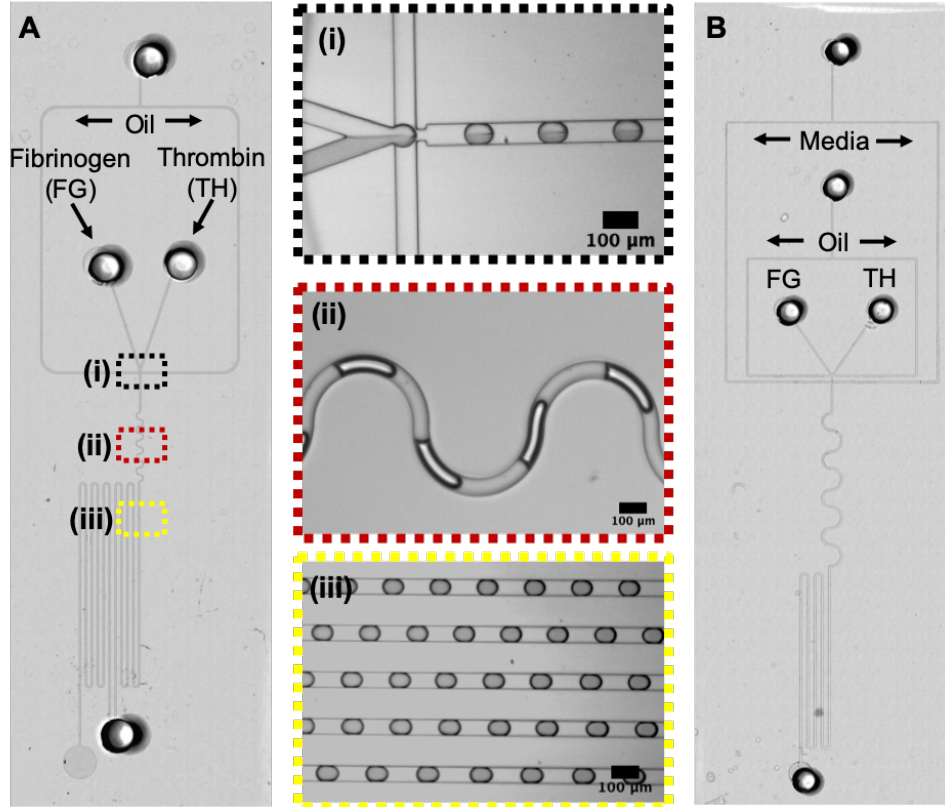 A
Oil
Fibrinogen
(FG)
Thrombin
(TH)
(i)
(ii)
(iii)
(i)
100 µm
(ii)
100 µm
(iii)
100 µm
B
Media
Oil
FG
TH